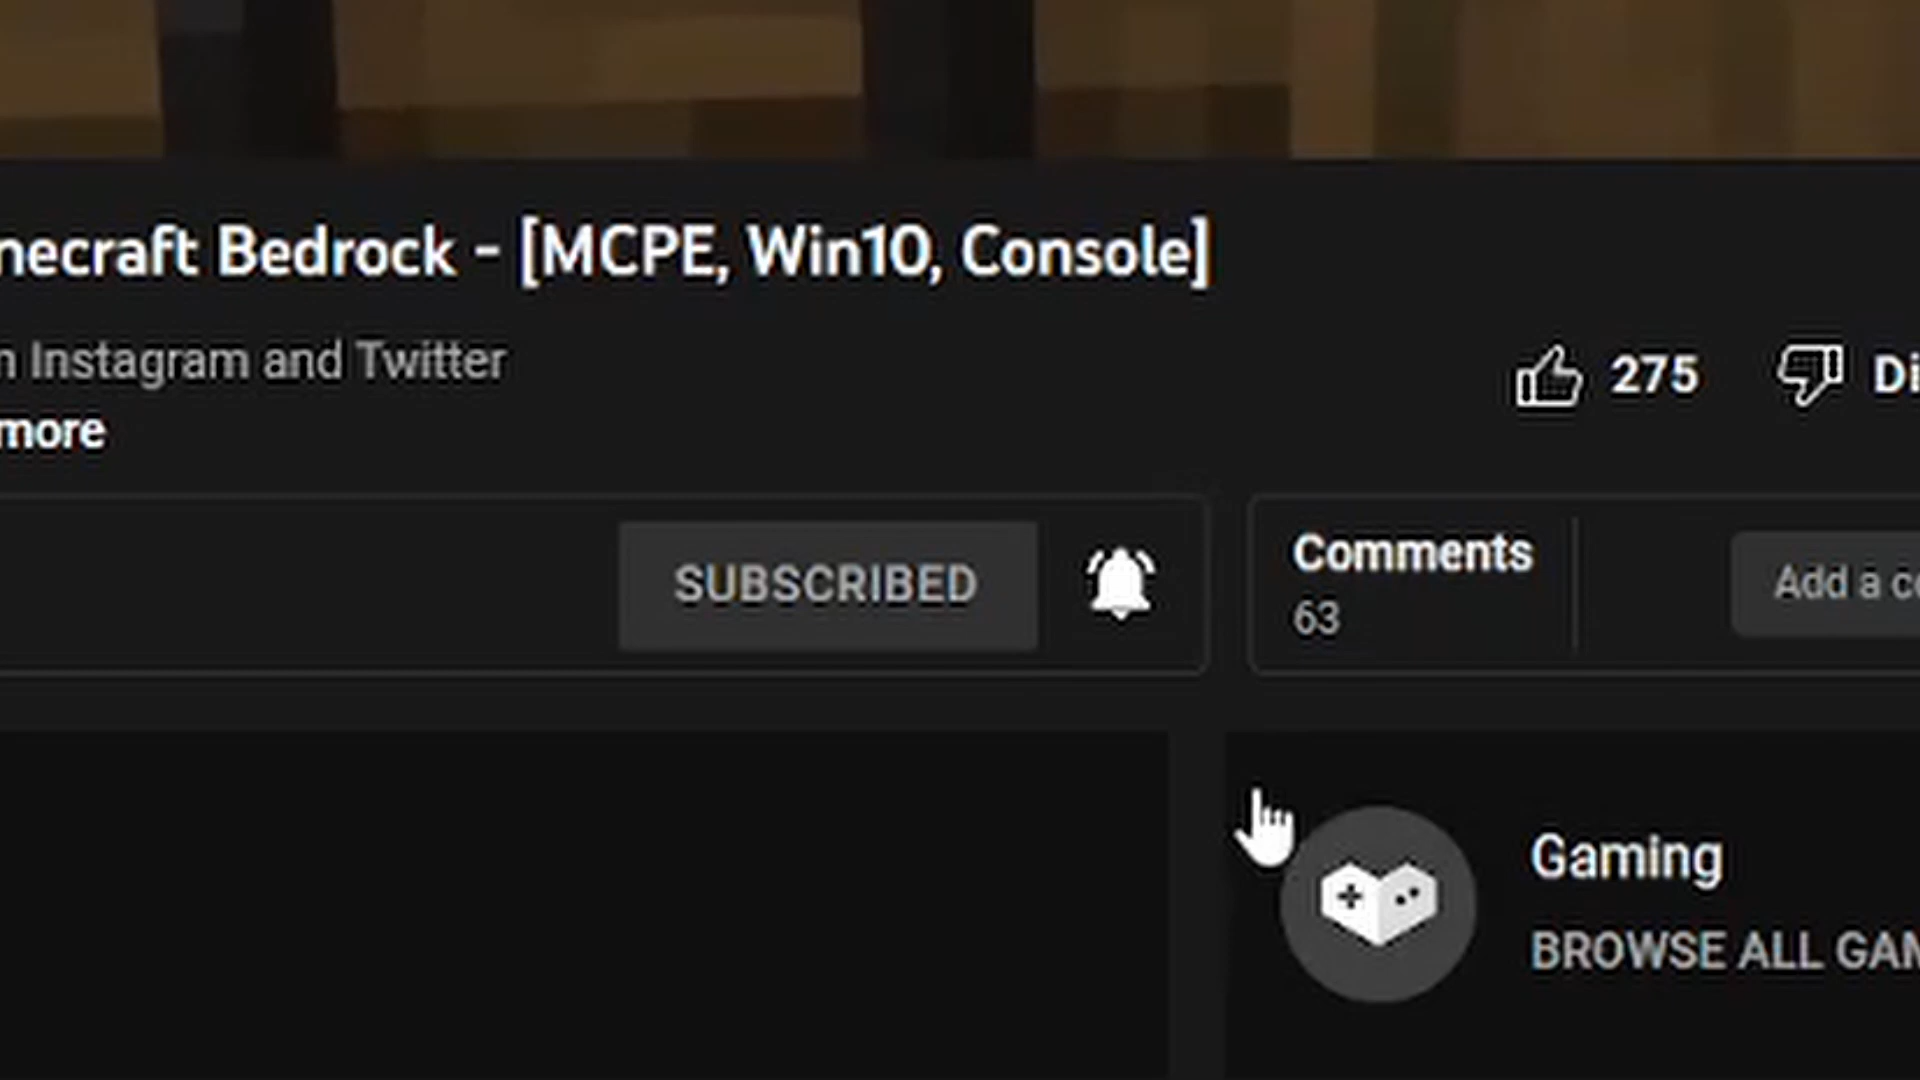 necraft Bedrock - [MCPE, Win10, Console]
n Instagram and Twitter
more
275
Di
SUBSCRIBED
Comments
63
Add a co
Gaming
BROWSE ALL GAM